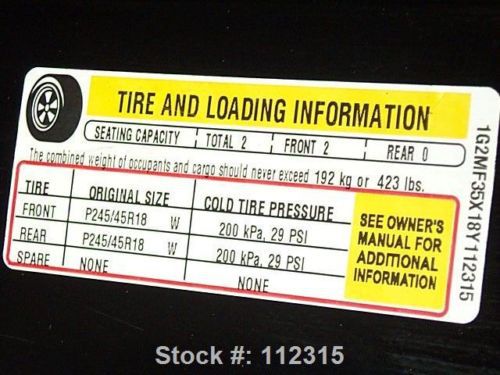 TIRE AND LOADING INFORMATION
SEATING CAPACITY TOTAL 2 FRONT 2 REAR 0
The combined weight of occupants and cargo should never exceed 192 kg or 423 lbs.
TIRE ORIGINAL SIZE COLD TIRE PRESSURE
FRONT P245/45R18 W 200 kPa, 29 PSI
REAR P245/45R18 W 200 kPa, 29 PSI
SPARE NONE NONE
SEE OWNER'S
MANUAL FOR
ADDITIONAL
INFORMATION
1G2MF35X18Y112315
Stock #: 112315